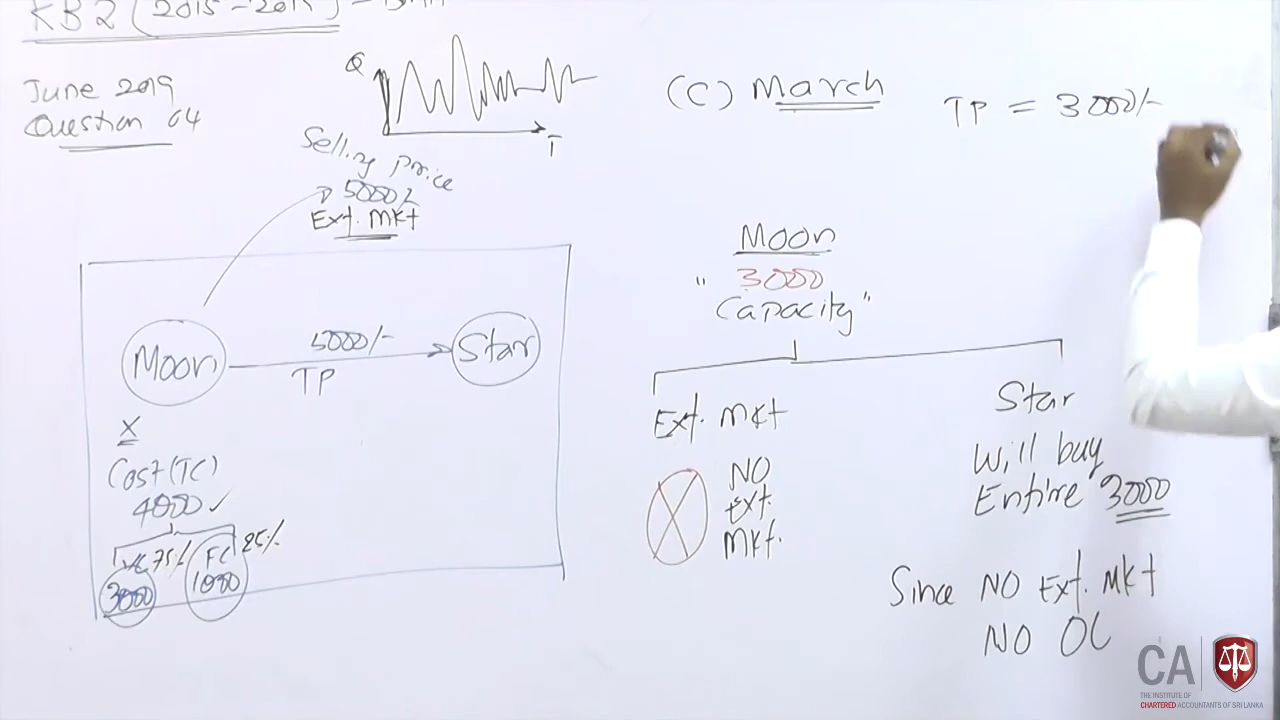 KB2 (2015-201
June 2019
Question 04
Q
T
Selling price
5000/-
Ext. Mkt
Moon
5000/-
TP
Star
X
Cost (TC)
4000 ✓
VC 75%
FC 25%
3000
1000
(C) March
TP = 3000/-
Moon
" 3000
Capacity"
Ext. Mkt
NO
Ext.
Mkt.
Star
Will buy
Entire 3000
Since NO Ext. Mkt
NO OC
CA
THE INSTITUTE OF
CHARTERED ACCOUNTANTS OF SRI LANKA